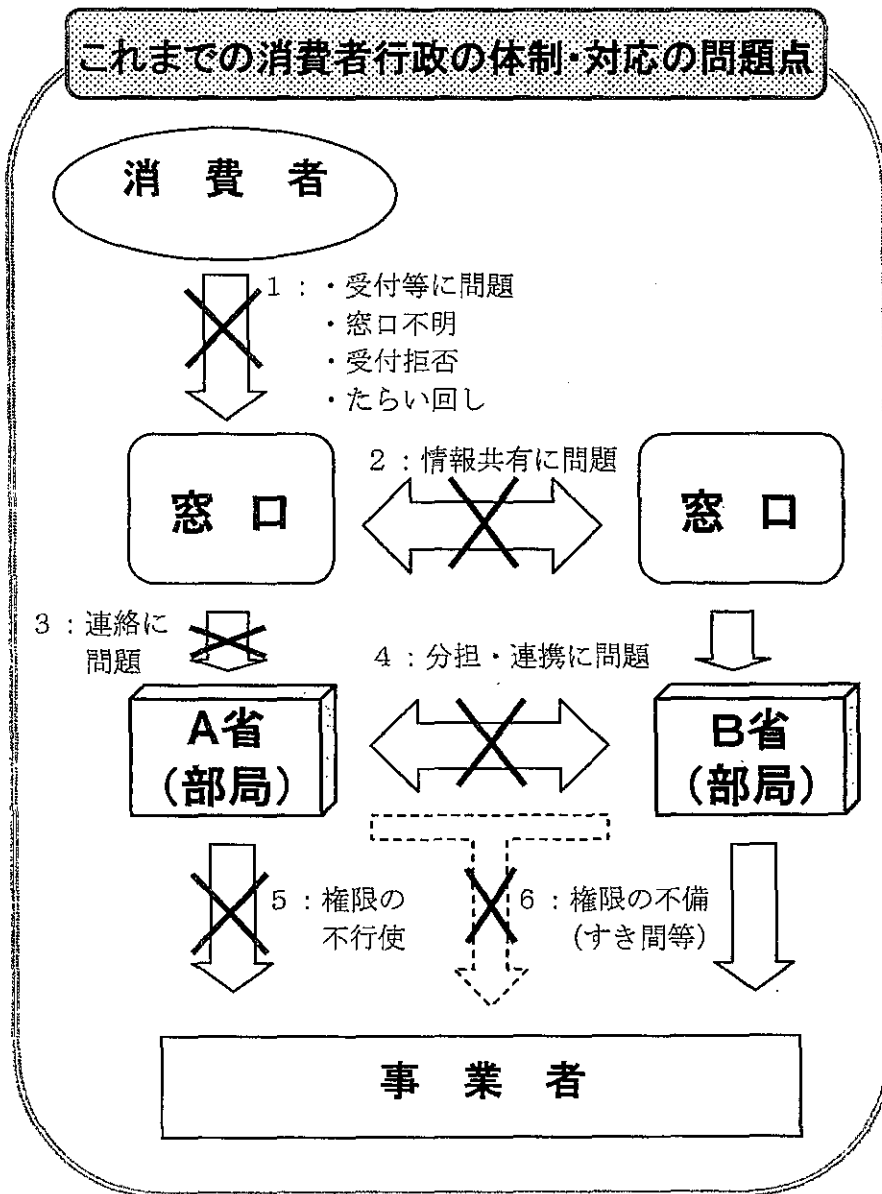 これまでの消費者行政の体制・対応の問題点
消 費 者
1：・受付等に問題
・窓口不明
・受付拒否
・たらい回し
2：情報共有に問題
窓 口
窓 口
3：連絡に
問題
4：分担・連携に問題
A省
(部局)
B省
(部局)
5：権限の
不行使
6：権限の不備
(すき間等)
事 業 者